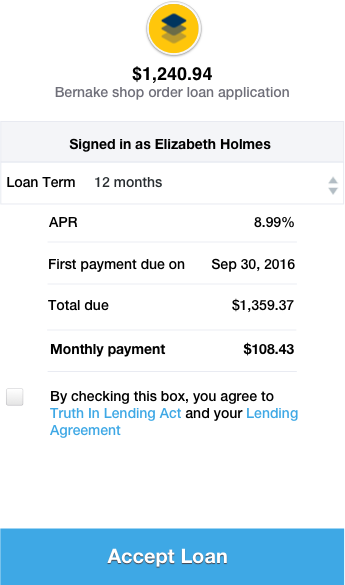 $1,240.94
Bernake shop order loan application
Signed in as Elizabeth Holmes
Loan Term 12 months
APR 8.99%
First payment due on Sep 30, 2016
Total due $1,359.37
Monthly payment $108.43
By checking this box, you agree to
Truth In Lending Act and your Lending
Agreement
Accept Loan